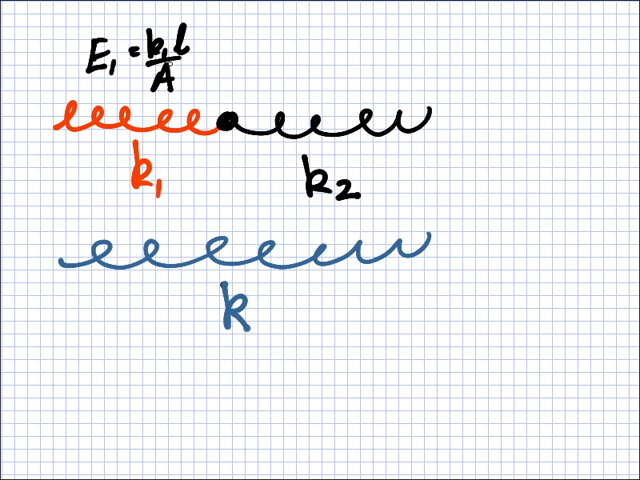 E₁ = k₁l/A
k₁
k₂
k